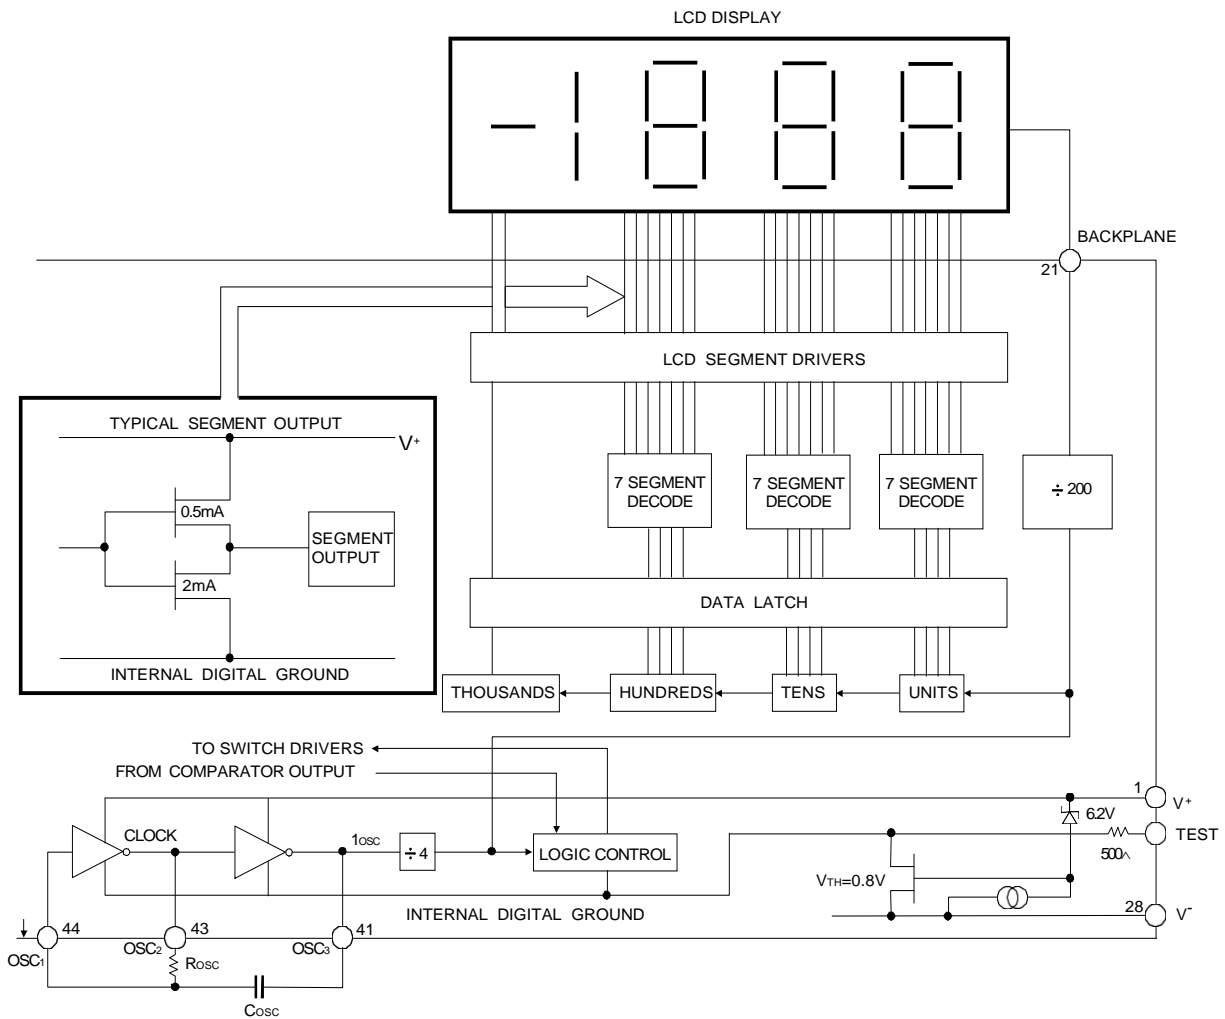 LCD DISPLAY
BACKPLANE
21
LCD SEGMENT DRIVERS
TYPICAL SEGMENT OUTPUT
V+
0.5mA
SEGMENT
OUTPUT
2mA
INTERNAL DIGITAL GROUND
7 SEGMENT
DECODE
7 SEGMENT
DECODE
7 SEGMENT
DECODE
÷200
DATA LATCH
THOUSANDS
HUNDREDS
TENS
UNITS
TO SWITCH DRIVERS
FROM COMPARATOR OUTPUT
1
V+
6.2V
CLOCK
1OSC
÷4
LOGIC CONTROL
TEST
500^
VTH=0.8V
INTERNAL DIGITAL GROUND
28
V-
44
43
41
OSC1
OSC2
OSC3
ROSC
COSC